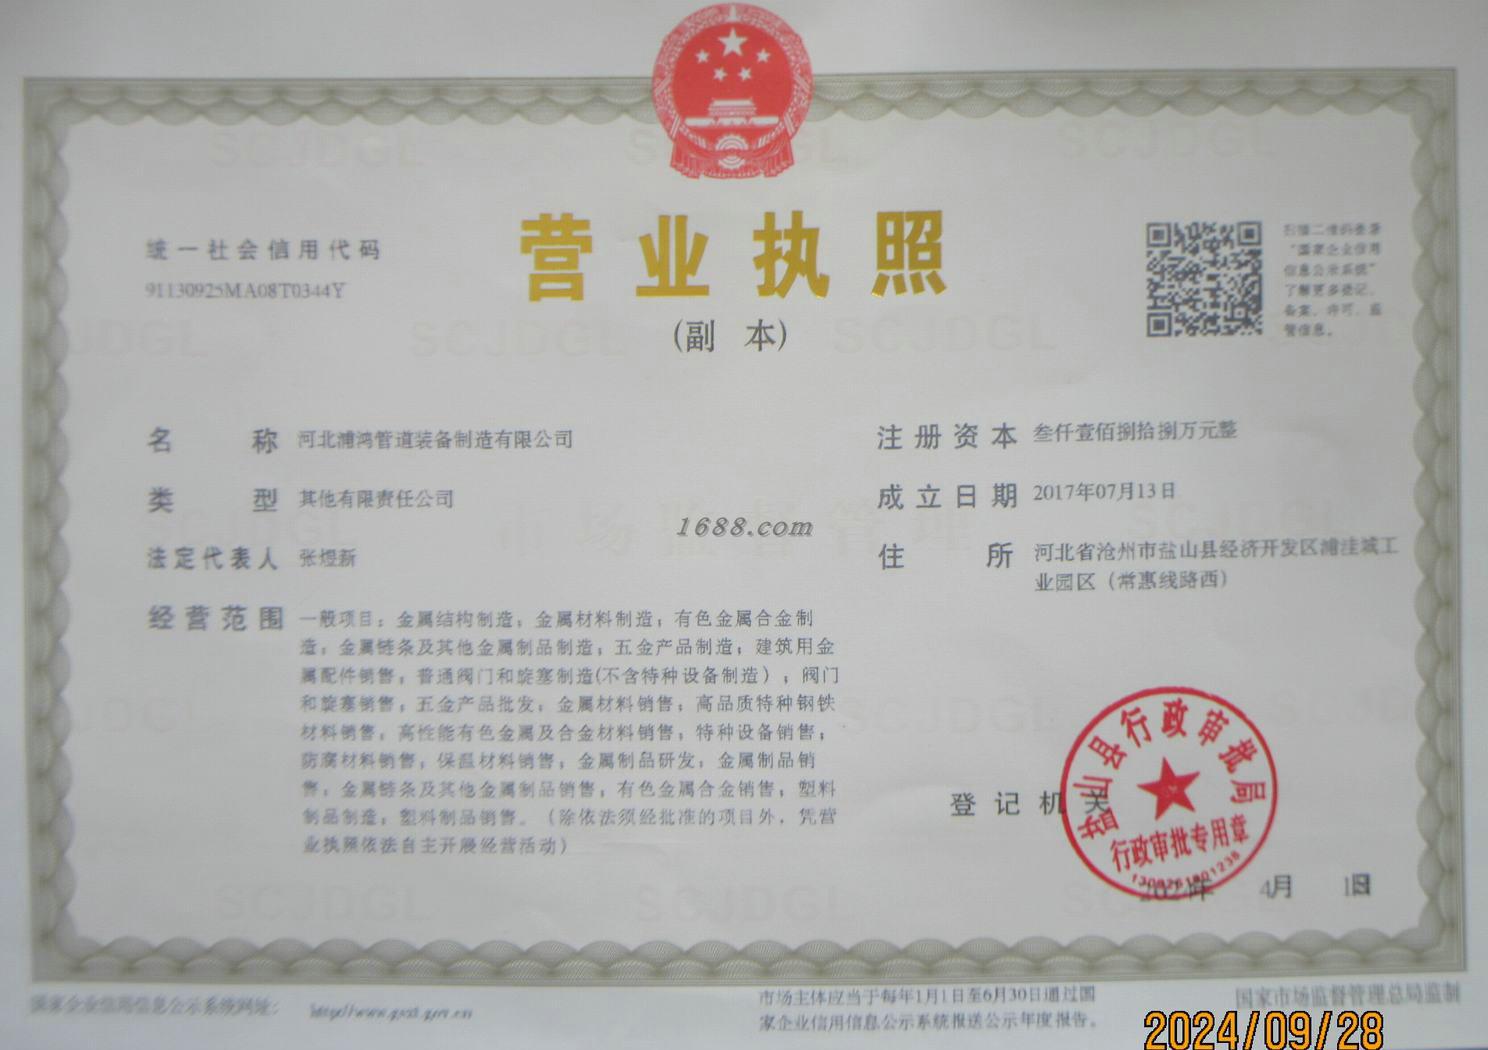 营业执照
(副 本)
统一社会信用代码
91130925MA08T0344Y
扫描二维码登录
“国家企业信用
信息公示系统”
了解更多登记、
备案、许可、监
管信息。
名 称 河北浦鸿管道装备制造有限公司
类 型 其他有限责任公司
法定代表人 张煜新
经营范围 一般项目：金属结构制造；金属材料制造；有色金属合金制
造；金属链条及其他金属制品制造；五金产品制造；建筑用金
属配件销售；普通阀门和旋塞制造(不含特种设备制造)；阀门
和旋塞销售；五金产品批发；金属材料销售；高品质特种钢铁
材料销售；高性能有色金属及合金材料销售；特种设备销售；
防腐材料销售；保温材料销售；金属制品研发；金属制品销
售；金属链条及其他金属制品销售；有色金属合金销售；塑料
制品制造；塑料制品销售。（除依法须经批准的项目外，凭营
业执照依法自主开展经营活动）
注册资本 叁仟壹佰捌拾捌万元整
成立日期 2017年07月13日
住 所 河北省沧州市盐山县经济开发区浦洼城工
业园区（常惠线路西）
1688.com
登记机关
山县行政审批局
行政审批专用章
4月
国家企业信用信息公示系统网址：
http://www.gsxt.gov.cn
市场主体应当于每年1月1日至6月30日通过国
家企业信用信息公示系统报送公示年度报告。
国家市场监督管理总局监制
2024/09/28